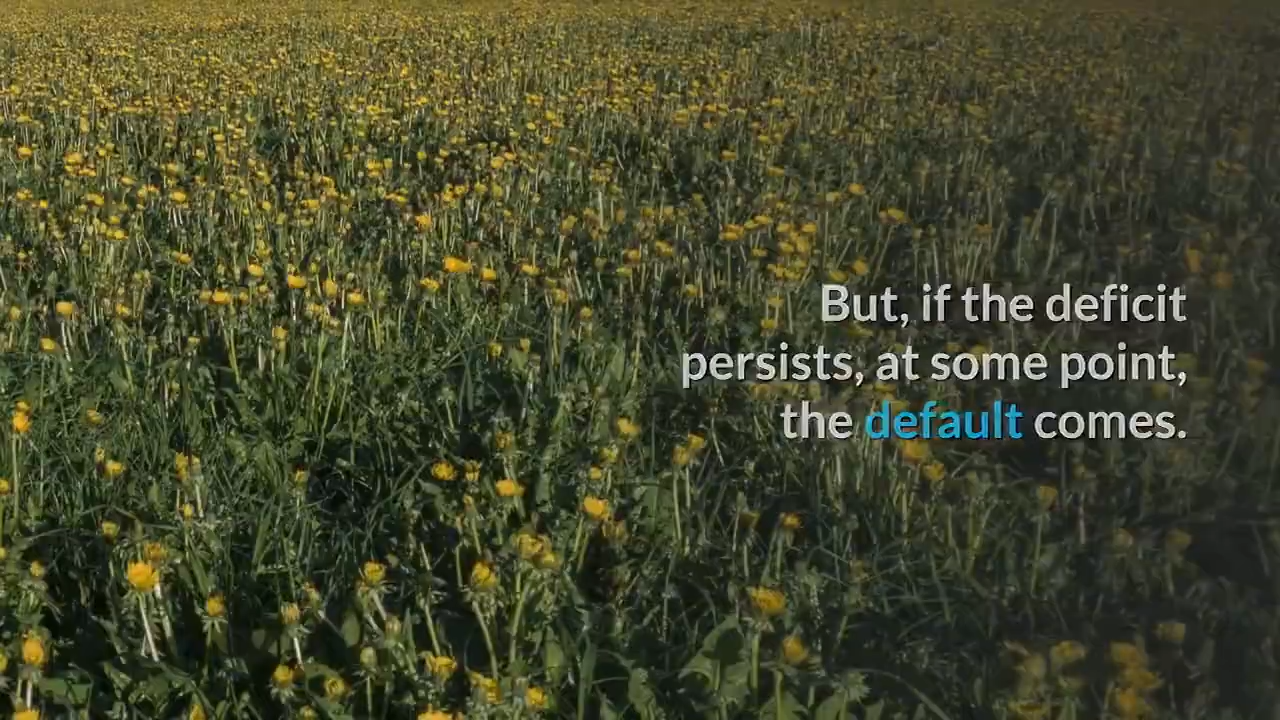 But, if the deficit
persists, at some point,
the default comes.